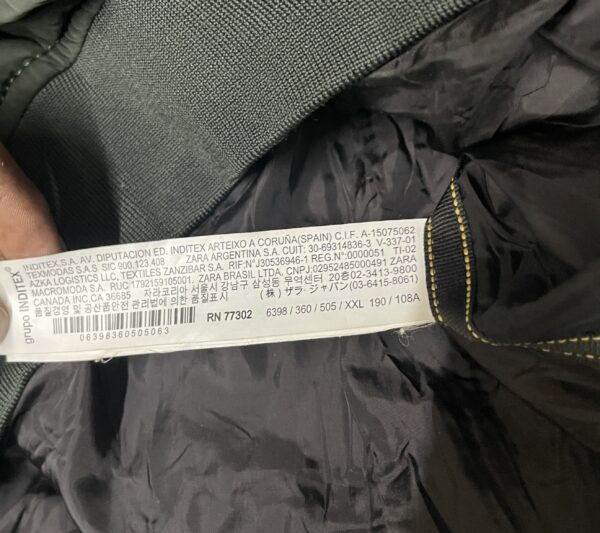 grupo INDITEX
INDITEX.S.A. AV. DIPUTACION ED. INDITEX ARTEIXO A CORUÑA(SPAIN) C.I.F. A-15075062
TEXMODAS S.A.S. SIC 900.123.408 ZARA ARGENTINA S.A. CUIT: 30-69314836-3 V-337-01
AZKA LOGISTICS LLC, TEXTILES ZANZIBAR S.A. RIF:N°J30536946-1 REG.N°:0000051 TI-02
MACROMODA S.A. RUC 1792159105001. ZARA BRASIL LTDA. CNPJ:02952485000491 ZARA
CANADA INC.CA 36685 자라코리아 서울시 강남구 삼성동 무역센터 20층02-3413-9800
품질경영 및 공산품안전 관리법에 의한 품질표시 (株) ザラ・ジャパン(03-6415-8061)
RN 77302 6398 / 360 / 505 / XXL 190 / 108A
06398360505063